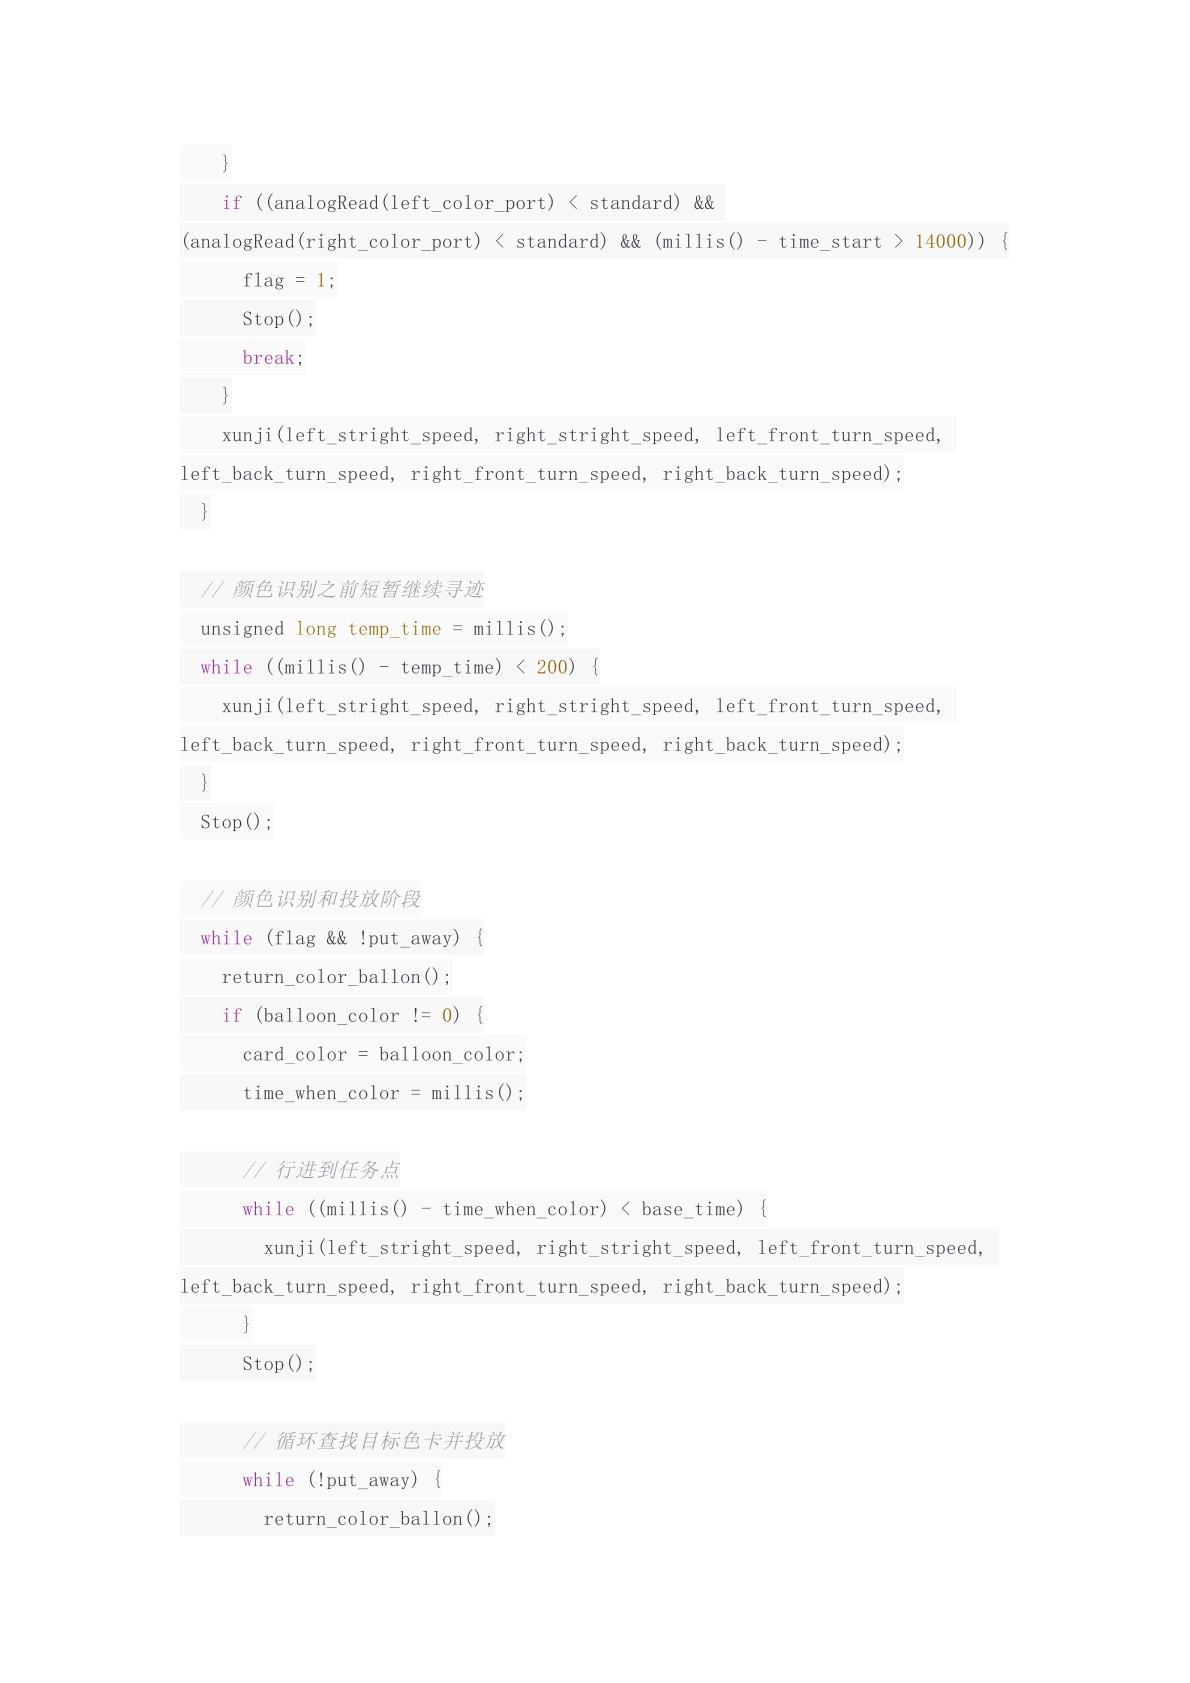 }
if ((analogRead(left_color_port) < standard) &&
(analogRead(right_color_port) < standard) && (millis() - time_start > 14000)) {
flag = 1;
Stop();
break;
}
xunji(left_stright_speed, right_stright_speed, left_front_turn_speed,
left_back_turn_speed, right_front_turn_speed, right_back_turn_speed);
}
// 颜色识别之前短暂继续寻迹
unsigned long temp_time = millis();
while ((millis() - temp_time) < 200) {
xunji(left_stright_speed, right_stright_speed, left_front_turn_speed,
left_back_turn_speed, right_front_turn_speed, right_back_turn_speed);
}
Stop();
// 颜色识别和投放阶段
while (flag && !put_away) {
return_color_ballon();
if (balloon_color != 0) {
card_color = balloon_color;
time_when_color = millis();
// 行进到任务点
while ((millis() - time_when_color) < base_time) {
xunji(left_stright_speed, right_stright_speed, left_front_turn_speed,
left_back_turn_speed, right_front_turn_speed, right_back_turn_speed);
}
Stop();
// 循环查找目标色卡并投放
while (!put_away) {
return_color_ballon();